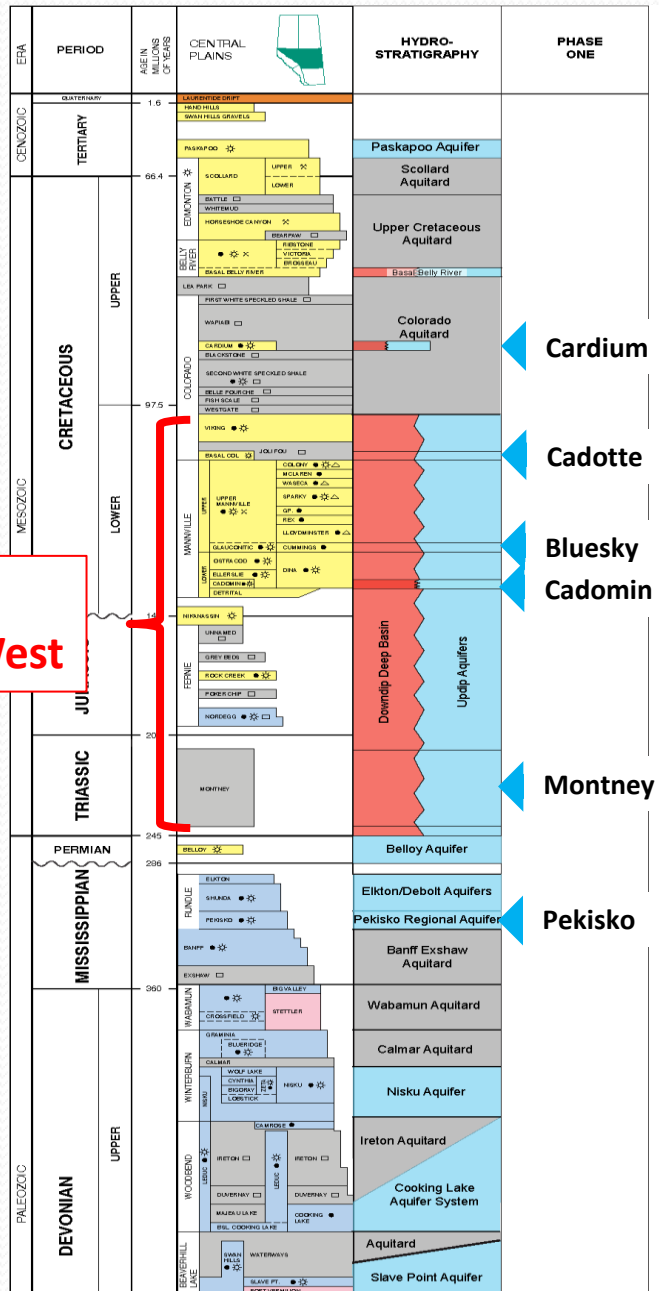 ERA
PERIOD
AGE IN
MILLIONS
OF YEARS
CENTRAL
PLAINS
HYDRO-
STRATIGRAPHY
PHASE
ONE
CENOZOIC
QUATERNARY
TERTIARY
1.6
66.4
LAURENTIDE DRIFT
HAND HILLS
SWAN HILLS GRAVELS
PASKAPOO
Paskapoo Aquifer
MESOZOIC
CRETACEOUS
UPPER
EDMONTON
SCOLLARD
UPPER
LOWER
Scollard
Aquitard
BATTLE
WHITEMUD
HORSESHOE CANYON
BEARPAW
Upper Cretaceous
Aquitard
BELLY
RIVER
RIBSTONE
VICTORIA
BROSSEAU
BASAL BELLY RIVER
Basal Belly River
LEA PARK
COLORADO
FIRST WHITE SPECKLED SHALE
WAPIABI
CARDIUM
BLACKSTONE
SECOND WHITE SPECKLED SHALE
BELLE FOURCHE
FISH SCALE
WESTGATE
Colorado
Aquitard
Cardium
97.5
LOWER
VIKING
JOLI FOU
BASAL COL
Cadotte
MANNVILLE
UPPER
UPPER
MANNVILLE
COLONY
MCLAREN
WASECA
SPARKY
GP.
REX
LLOYDMINSTER
GLAUCONITIC
CUMMINGS
Bluesky
LOWER
OSTRACOD
ELLERSLIE
DINA
CADOMIN
DETRITAL
Cadomin
Downdip Deep Basin
Updip Aquifers
14
NIKANASSIN
FERNIE
UNNAMED
GREY BEDS
ROCK CREEK
POKER CHIP
NORDEGG
20
TRIASSIC
MONTNEY
Montney
245
PALEOZOIC
PERMIAN
BELLOY
Belloy Aquifer
286
MISSISSIPPIAN
RUNDLE
ELKTON
SHUNDA
PEKISKO
Elkton/Debolt Aquifers
Pekisko Regional Aquifer
Pekisko
BANFF
EXSHAW
Banff Exshaw
Aquitard
360
DEVONIAN
UPPER
WABAMUN
BIG VALLEY
STETTLER
CROSSFIELD
Wabamun Aquitard
WINTERBURN
GRAMINIA
BLUERIDGE
CALMAR
Calmar Aquitard
NISKU
WOLF LAKE
CYNTHIA
BIGORAY
LOBSTICK
ZETA
NISKU
Nisku Aquifer
WOODBEND
CAMROSE
LEDUC
IRETON
LEDUC
IRETON
Ireton Aquitard
DUVERNAY
DUVERNAY
MAJEAU LAKE
COOKING
LAKE
BSL. COOKING LAKE
Cooking Lake
Aquifer System
BEAVERHILL
LAKE
SWAN
HILLS
WATERWAYS
Aquitard
SLAVE PT.
Slave Point Aquifer